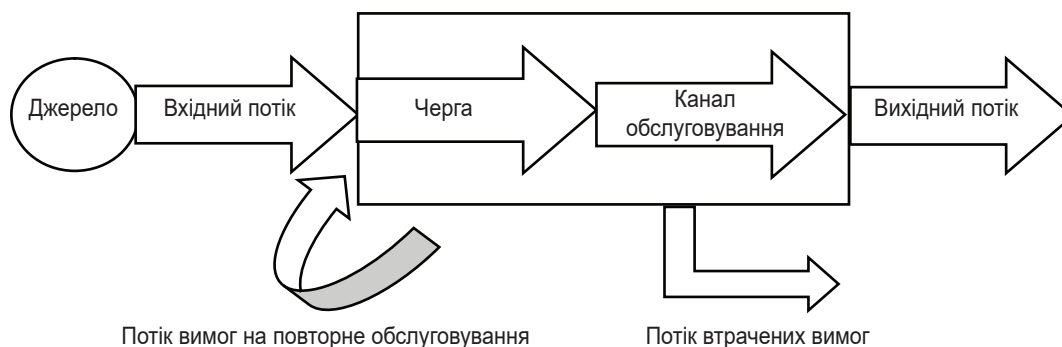 Джерело
Вхідний потік
Черга
Канал
обслуговування
Вихідний потік
Потік вимог на повторне обслуговування
Потік втрачених вимог